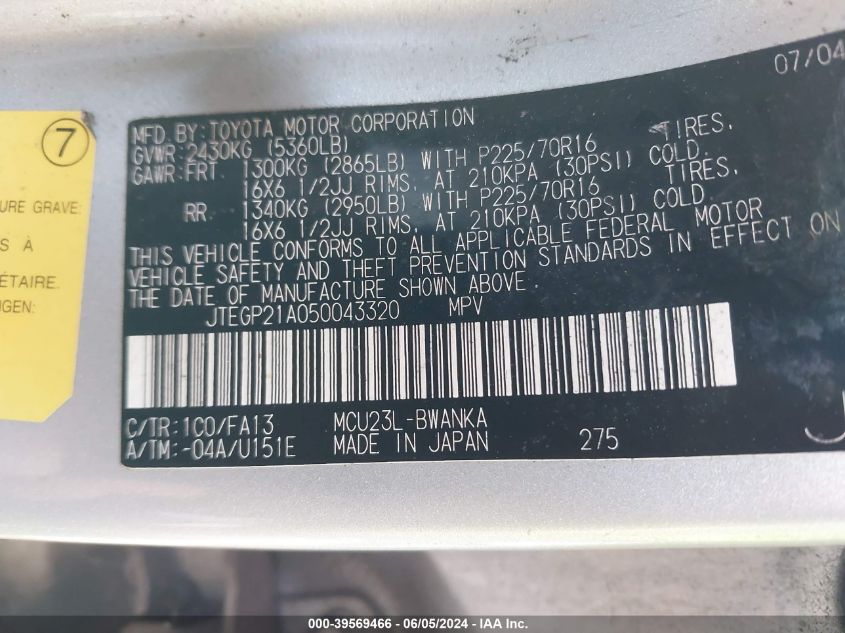 7
URE GRAVE:
S À
ÉTAIRE.
UGEN:
07/04
MFD. BY: TOYOTA MOTOR CORPORATION
GVWR: 2430KG (5360LB)
GAWR: FRT 1300KG (2865LB) WITH P225/70R16 TIRES,
16X6 1/2JJ RIMS, AT 210KPA (30PSI) COLD.
RR 1340KG (2950LB) WITH P225/70R16 TIRES,
16X6 1/2JJ RIMS, AT 210KPA (30PSI) COLD.
THIS VEHICLE CONFORMS TO ALL APPLICABLE FEDERAL MOTOR
VEHICLE SAFETY AND THEFT PREVENTION STANDARDS IN EFFECT ON
THE DATE OF MANUFACTURE SHOWN ABOVE
JTEGP21A050043320 MPV
C/TR: 1C0/FA13 MCU23L-BWANKA
A/TM: -04A/U151E MADE IN JAPAN 275
J
000-39569466 - 06/05/2024 - IAA Inc.